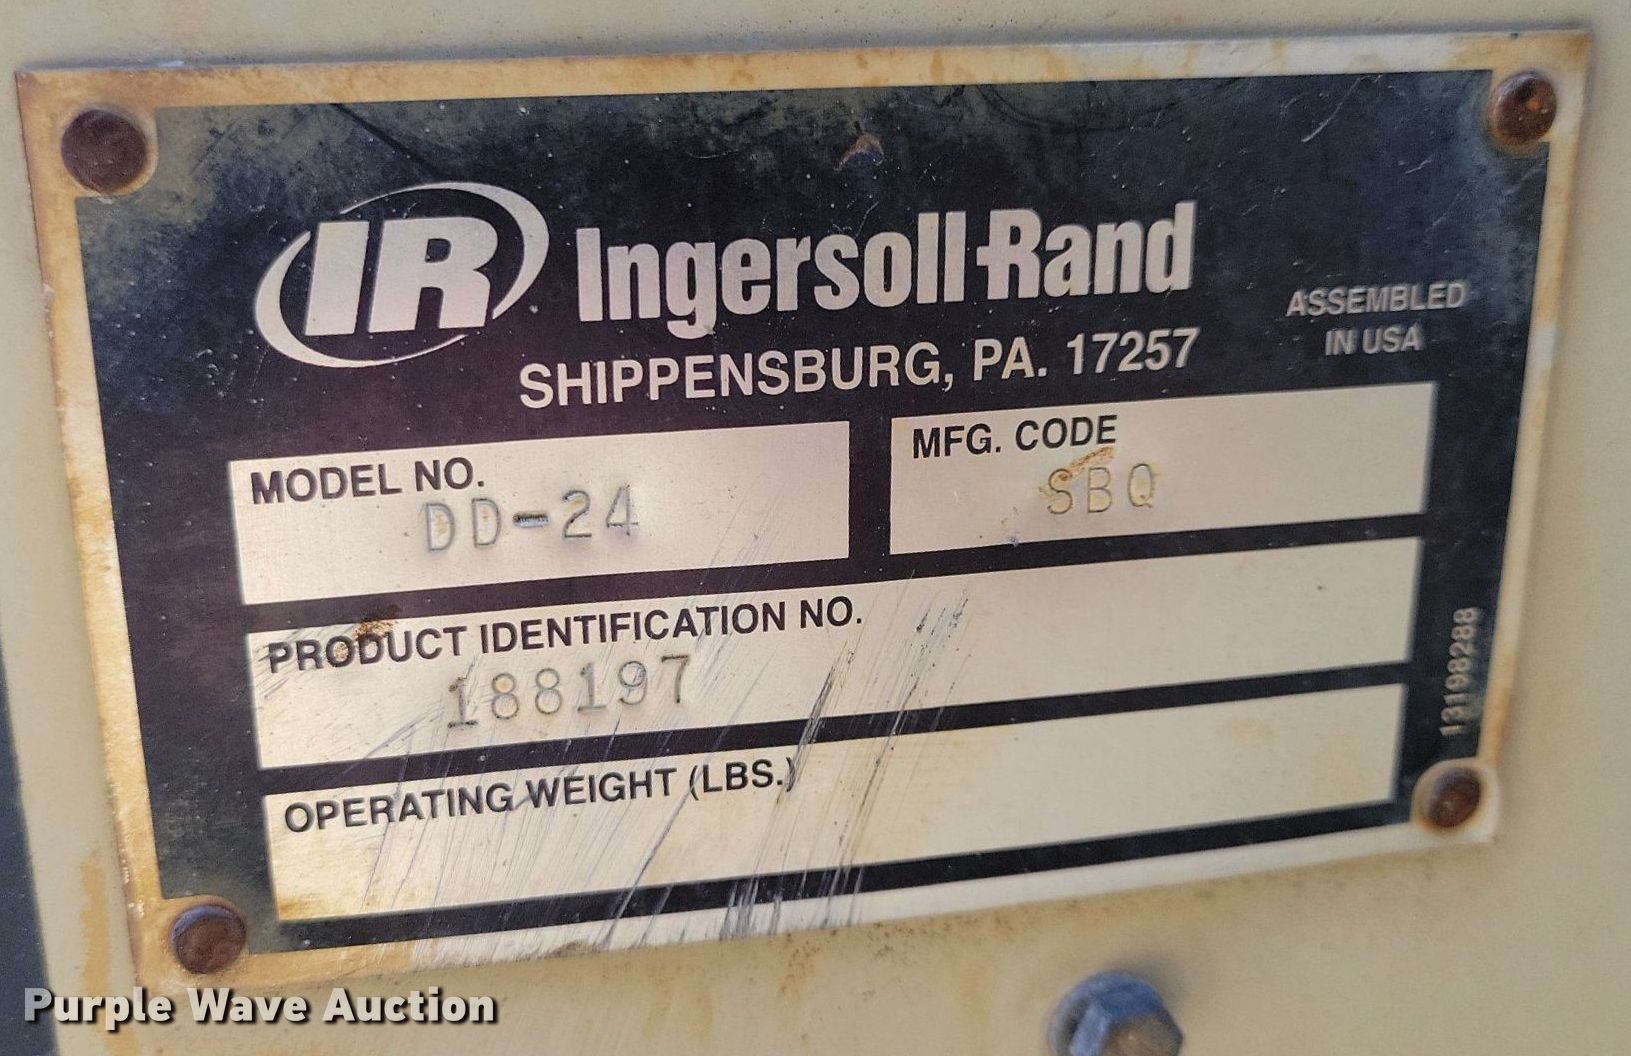 IR Ingersoll-Rand
SHIPPENSBURG, PA. 17257
ASSEMBLED
IN USA
MODEL NO.
DD-24
MFG. CODE
SBQ
PRODUCT IDENTIFICATION NO.
188197
OPERATING WEIGHT (LBS.)
13198288
Purple Wave Auction